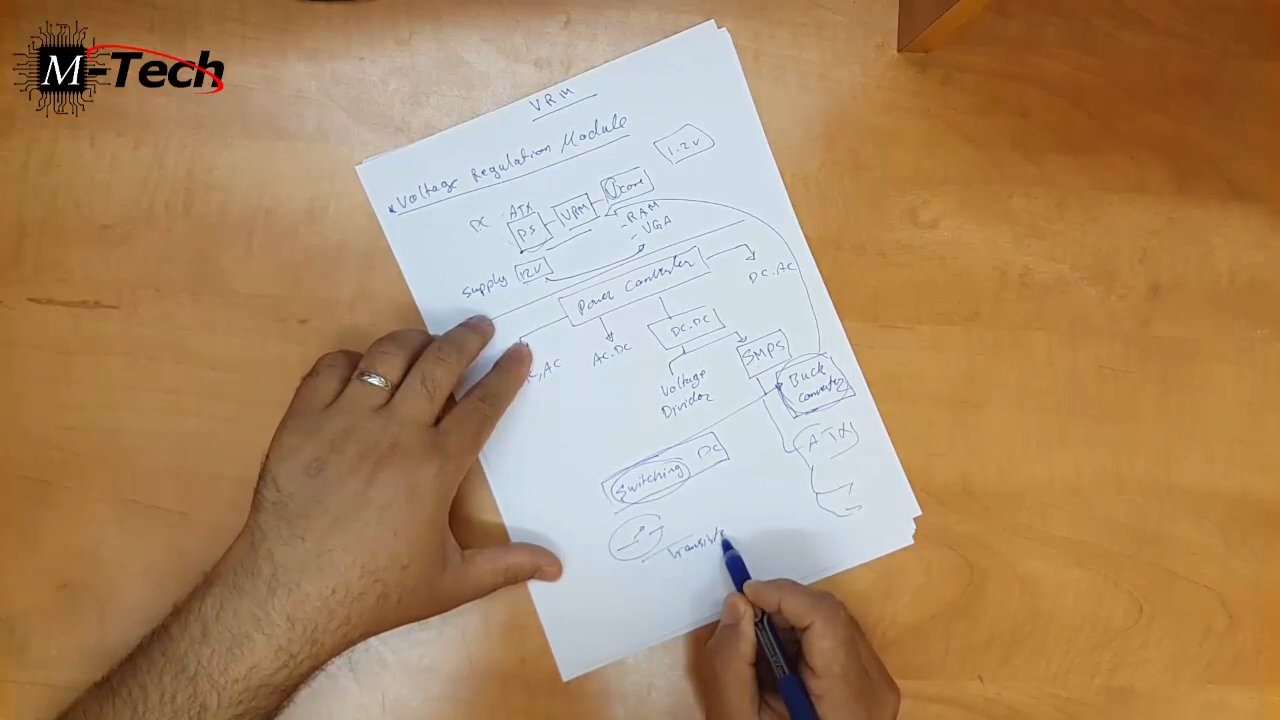 M-Tech
VRM
Voltage Regulation Module
1.2V
PC ATX PS VRM Vcore
- RAM
- VGA
Supply 12V
Power Converter
DC.AC
AC.DC
DC.DC
SMPS
Voltage
Divider
Buck
Converter
ATX
Switching DC